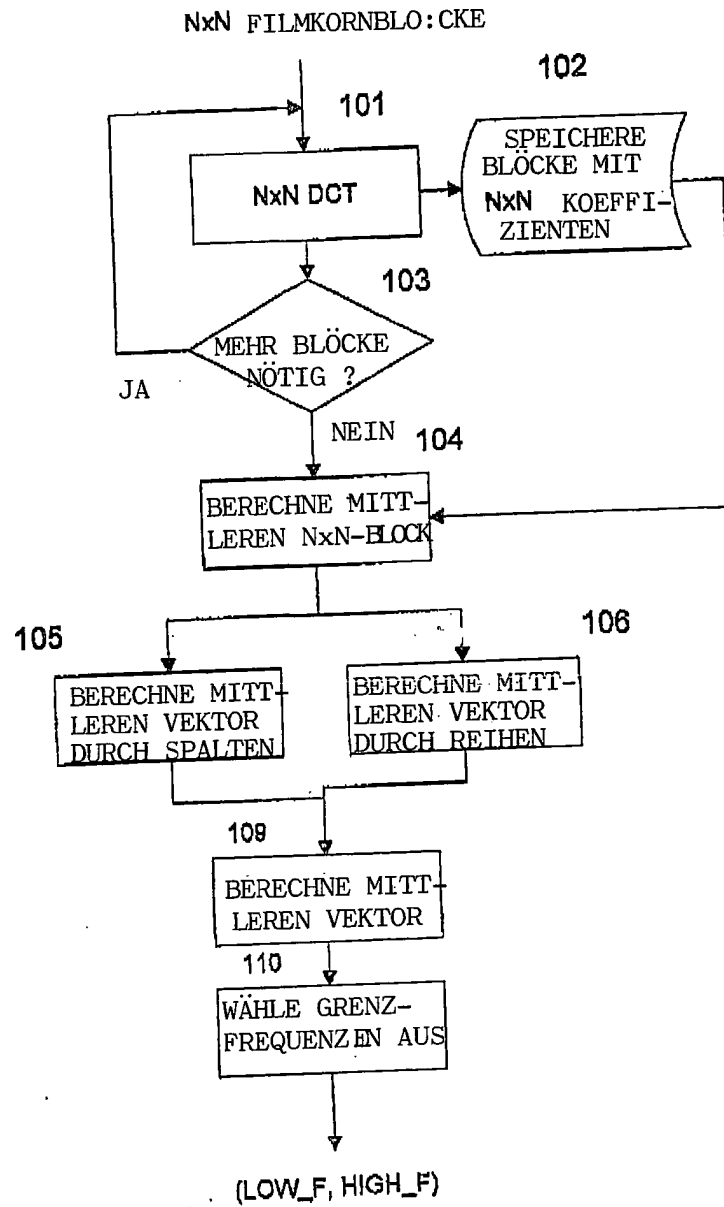 NxN FILMKORNBLO:CKE
102
101
SPEICHERE
BLÖCKE MIT
NxN KOEFFI-
ZIENTEN
NxN DCT
103
MEHR BLÖCKE
NÖTIG ?
JA
NEIN
104
BERECHNE MITT-
LEREN NxN-BLOCK
105
106
BERECHNE MITT-
LEREN VEKTOR
DURCH SPALTEN
BERECHNE MITT-
LEREN VEKTOR
DURCH REIHEN
109
BERECHNE MITT-
LEREN VEKTOR
110
WÄHLE GRENZ-
FREQUENZEN AUS
(LOW_F, HIGH_F)